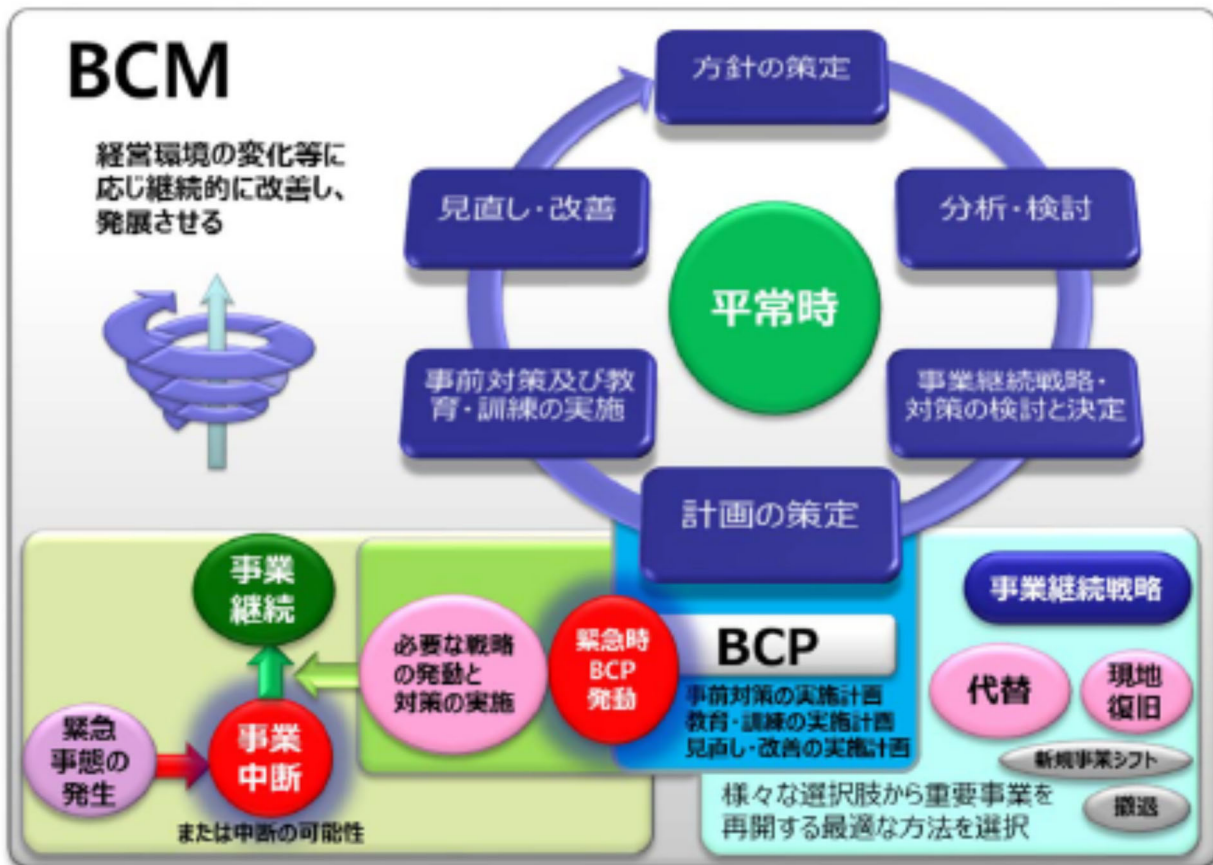 BCM
経営環境の変化等に
応じ継続的に改善し、
発展させる
方針の策定
分析・検討
事業継続戦略・
対策の検討と決定
計画の策定
事前対策及び教
育・訓練の実施
見直し・改善
平常時
事業
継続
緊急
事態の
発生
事業
中断
または中断の可能性
必要な戦略
の発動と
対策の実施
緊急時
BCP
発動
BCP
事前対策の実施計画
教育・訓練の実施計画
見直し・改善の実施計画
事業継続戦略
代替
現地
復旧
新規事業シフト
撤退
様々な選択肢から重要事業を
再開する最適な方法を選択